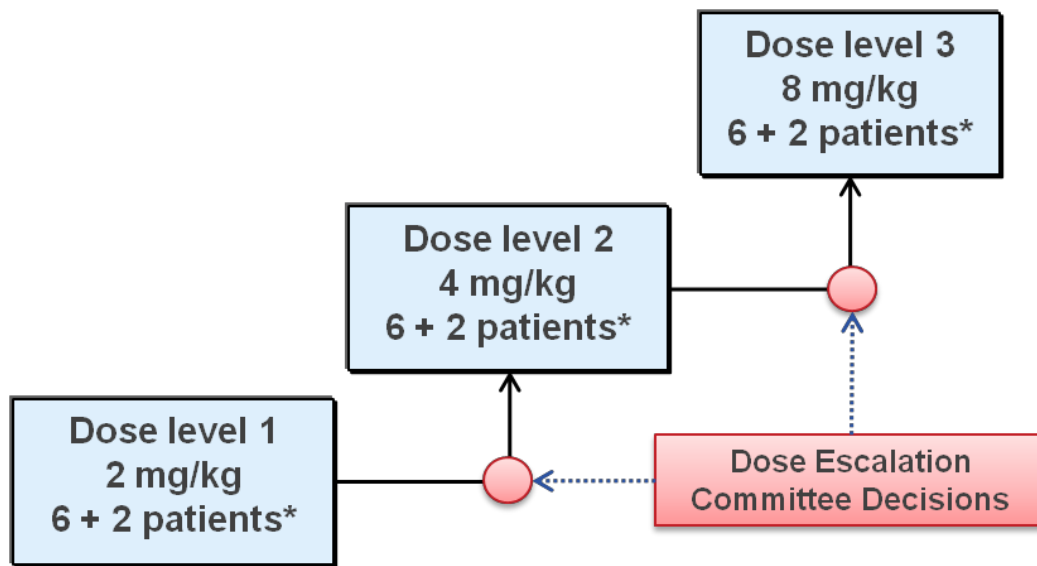 Dose level 3
8 mg/kg
6 + 2 patients*
Dose level 2
4 mg/kg
6 + 2 patients*
Dose level 1
2 mg/kg
6 + 2 patients*
Dose Escalation
Committee Decisions